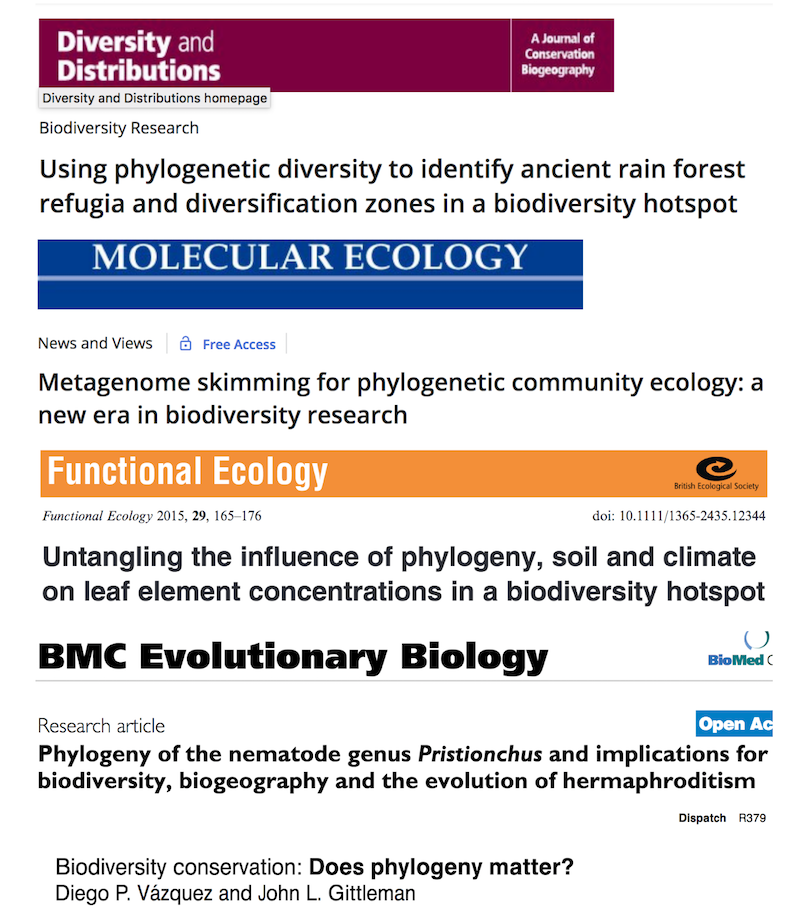 Diversity and
Distributions
A Journal of
Conservation
Biogeography
Diversity and Distributions homepage
Biodiversity Research
Using phylogenetic diversity to identify ancient rain forest
refugia and diversification zones in a biodiversity hotspot
MOLECULAR ECOLOGY
News and Views
Free Access
Metagenome skimming for phylogenetic community ecology: a
new era in biodiversity research
Functional Ecology
British Ecological Society
Functional Ecology 2015, 29, 165–176
doi: 10.1111/1365-2435.12344
Untangling the influence of phylogeny, soil and climate
on leaf element concentrations in a biodiversity hotspot
BMC Evolutionary Biology
BioMed C
Research article
Open Ac
Phylogeny of the nematode genus Pristionchus and implications for
biodiversity, biogeography and the evolution of hermaphroditism
Dispatch R379
Biodiversity conservation: Does phylogeny matter?
Diego P. Vázquez and John L. Gittleman